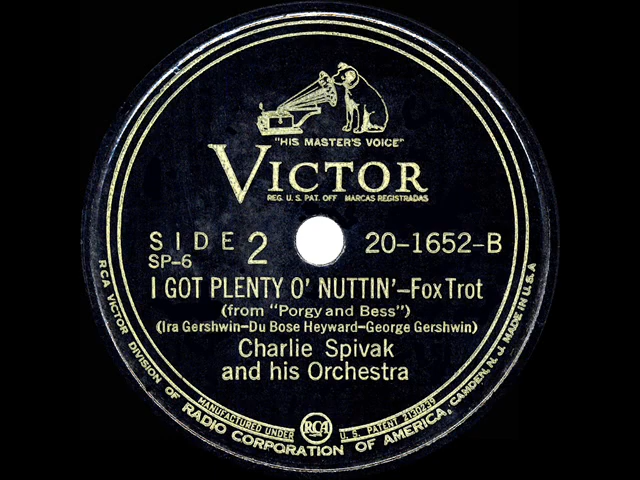 "HIS MASTER'S VOICE"
VICTOR
REG. U. S. PAT. OFF   MARCAS REGISTRADAS
SIDE 2
SP-6
20-1652-B
I GOT PLENTY O' NUTTIN'—Fox Trot
(from "Porgy and Bess")
(Ira Gershwin-Du Bose Heyward-George Gershwin)
Charlie Spivak
and his Orchestra
MANUFACTURED UNDER RCA U. S. PATENT 2130239
RCA VICTOR DIVISION OF RADIO CORPORATION OF AMERICA, CAMDEN, N. J. MADE IN U.S.A